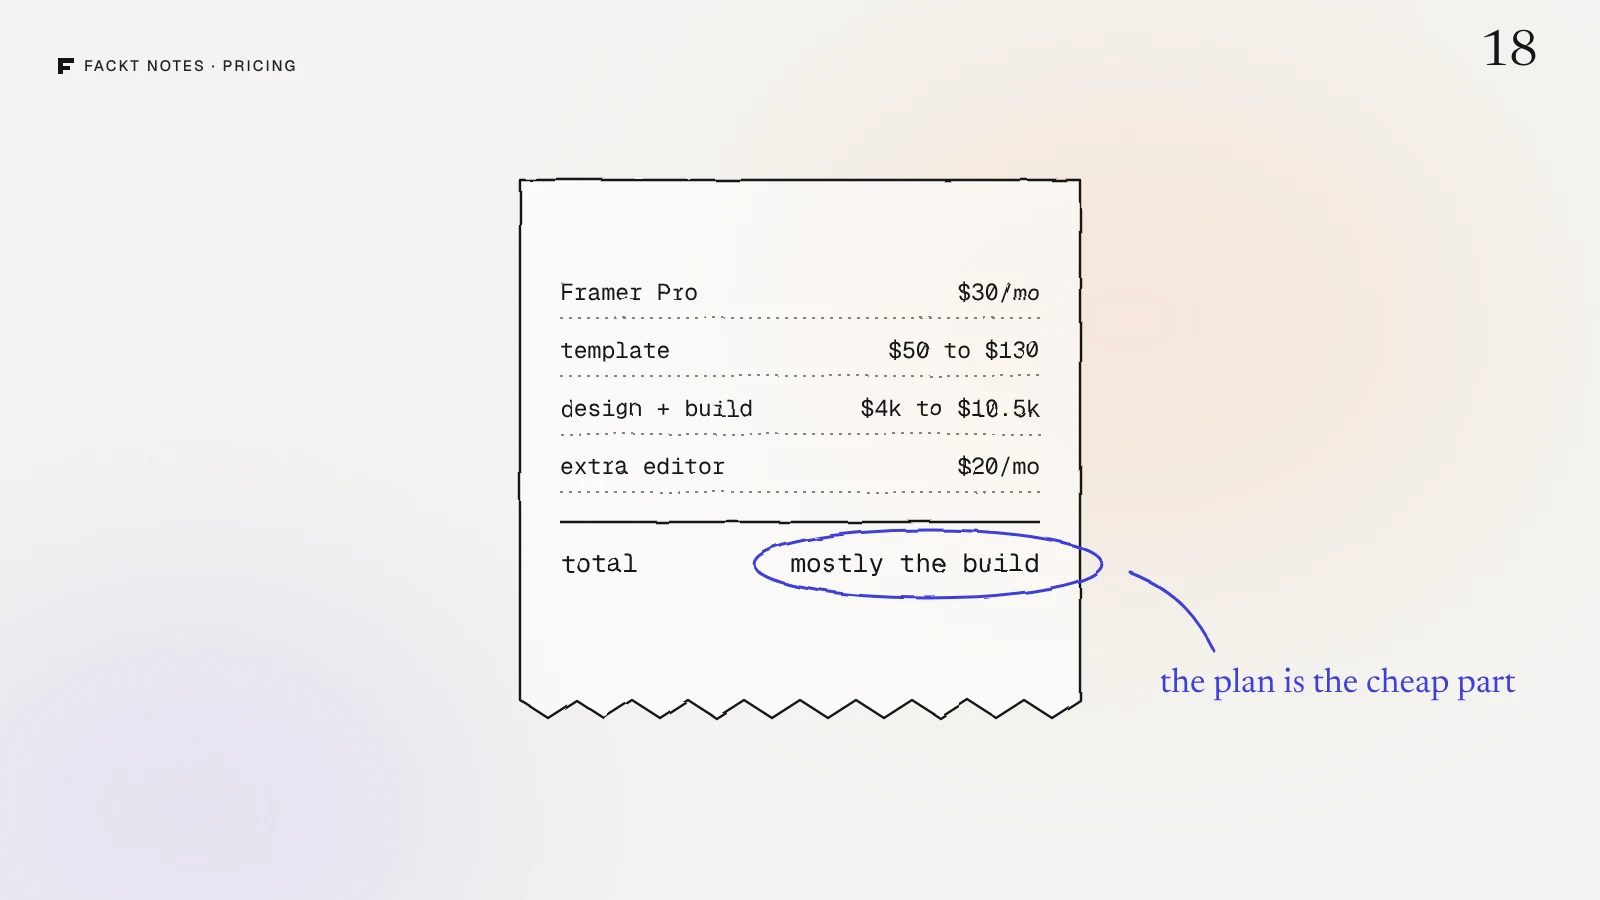 FACKT NOTES · PRICING
18
Framer Pro $30/mo
template $50 to $130
design + build $4k to $10.5k
extra editor $20/mo
total mostly the build
the plan is the cheap part